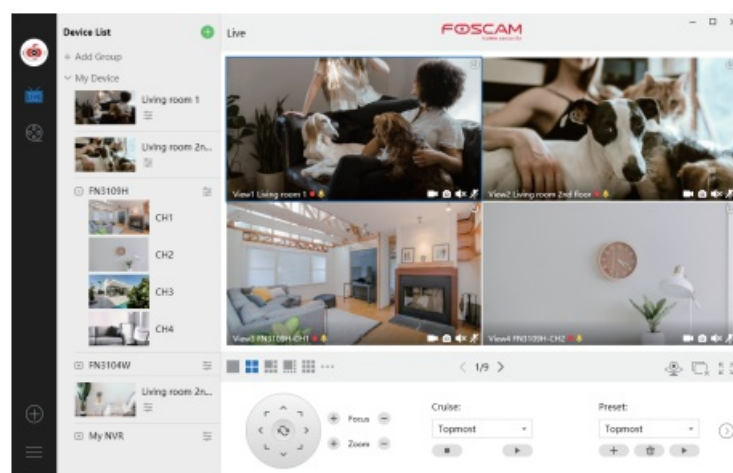 Device List
Live
FOSCAM
+ Add Group
My Device
Living room 1
Living room 2n...
View1 Living room 1
View2 Living room 2nd floor
FN3109H
CH1
CH2
CH3
CH4
View3 FN3109H-CH1
View4 FN3109H-CH2
FN3104W
1/9
Living room 2n...
My NVR
Focus
Zoom
Cruise:
Topmost
Preset:
Topmost